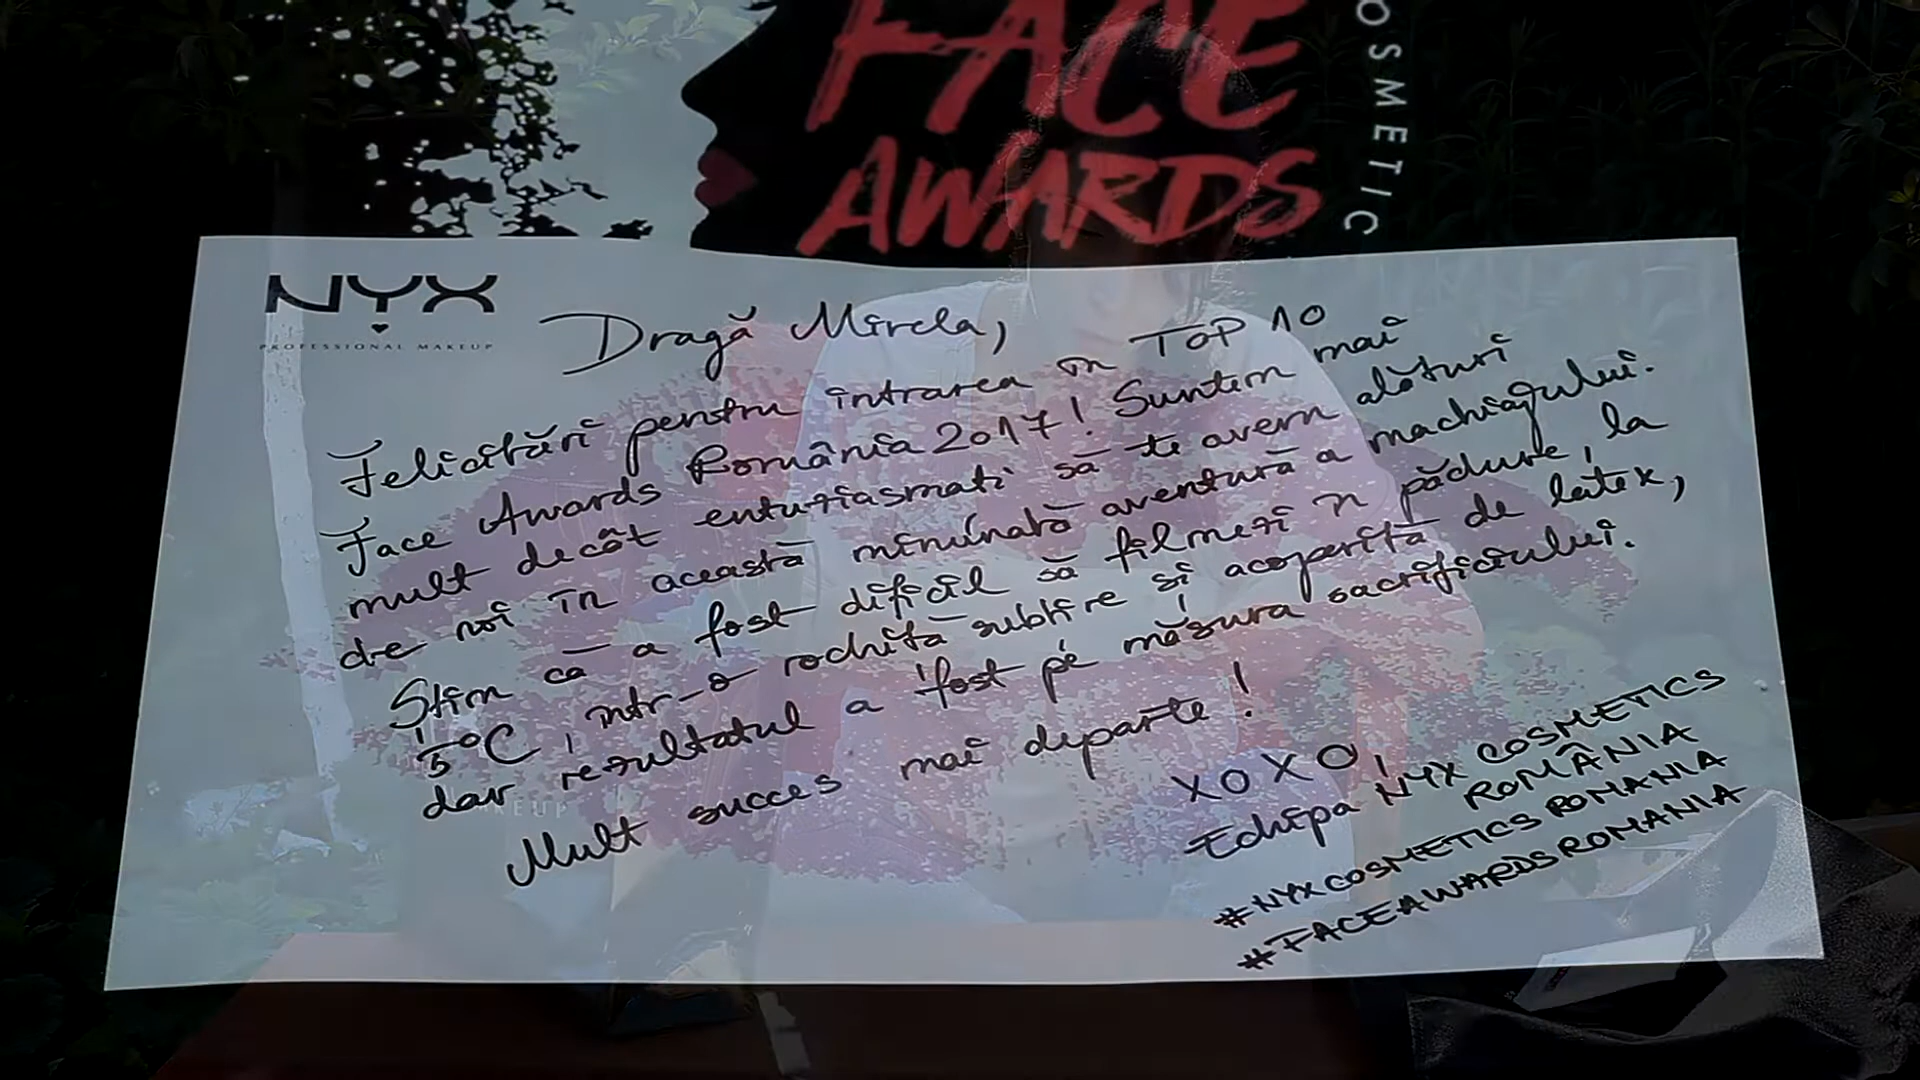 FACE
AWARDS
OSMETIC
NYX
PROFESSIONAL MAKEUP
Dragă Mirela,
Felicitări pentru intrarea în TOP 10
Face Awards România 2017! Suntem mai
mult decât entuziasmați să te avem alături
de noi în această minunată aventură a machiajului.
Știm că a fost dificil să filmezi în pădure, la
5°C, într-o rochiță subțire și acoperită de latex,
dar rezultatul a fost pe măsura sacrificiului.
Mult succes mai departe!
XOXO,
Echipa NYX COSMETICS
ROMÂNIA
#NYXCOSMETICSROMANIA
#FACEAWARDSROMANIA